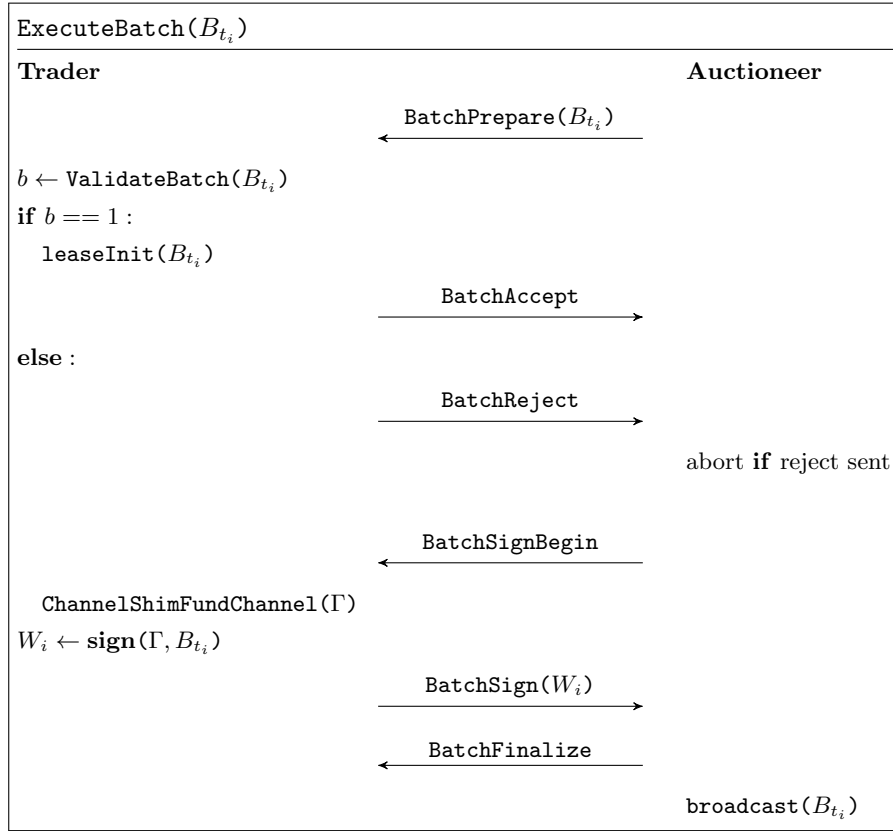 ExecuteBatch(B_{t_i})
Trader Auctioneer
BatchPrepare(B_{t_i})
b ← ValidateBatch(B_{t_i})
if b == 1 :
leaseInit(B_{t_i})
BatchAccept
else :
BatchReject
abort if reject sent
BatchSignBegin
ChannelShimFundChannel(Γ)
W_i ← sign(Γ, B_{t_i})
BatchSign(W_i)
BatchFinalize
broadcast(B_{t_i})